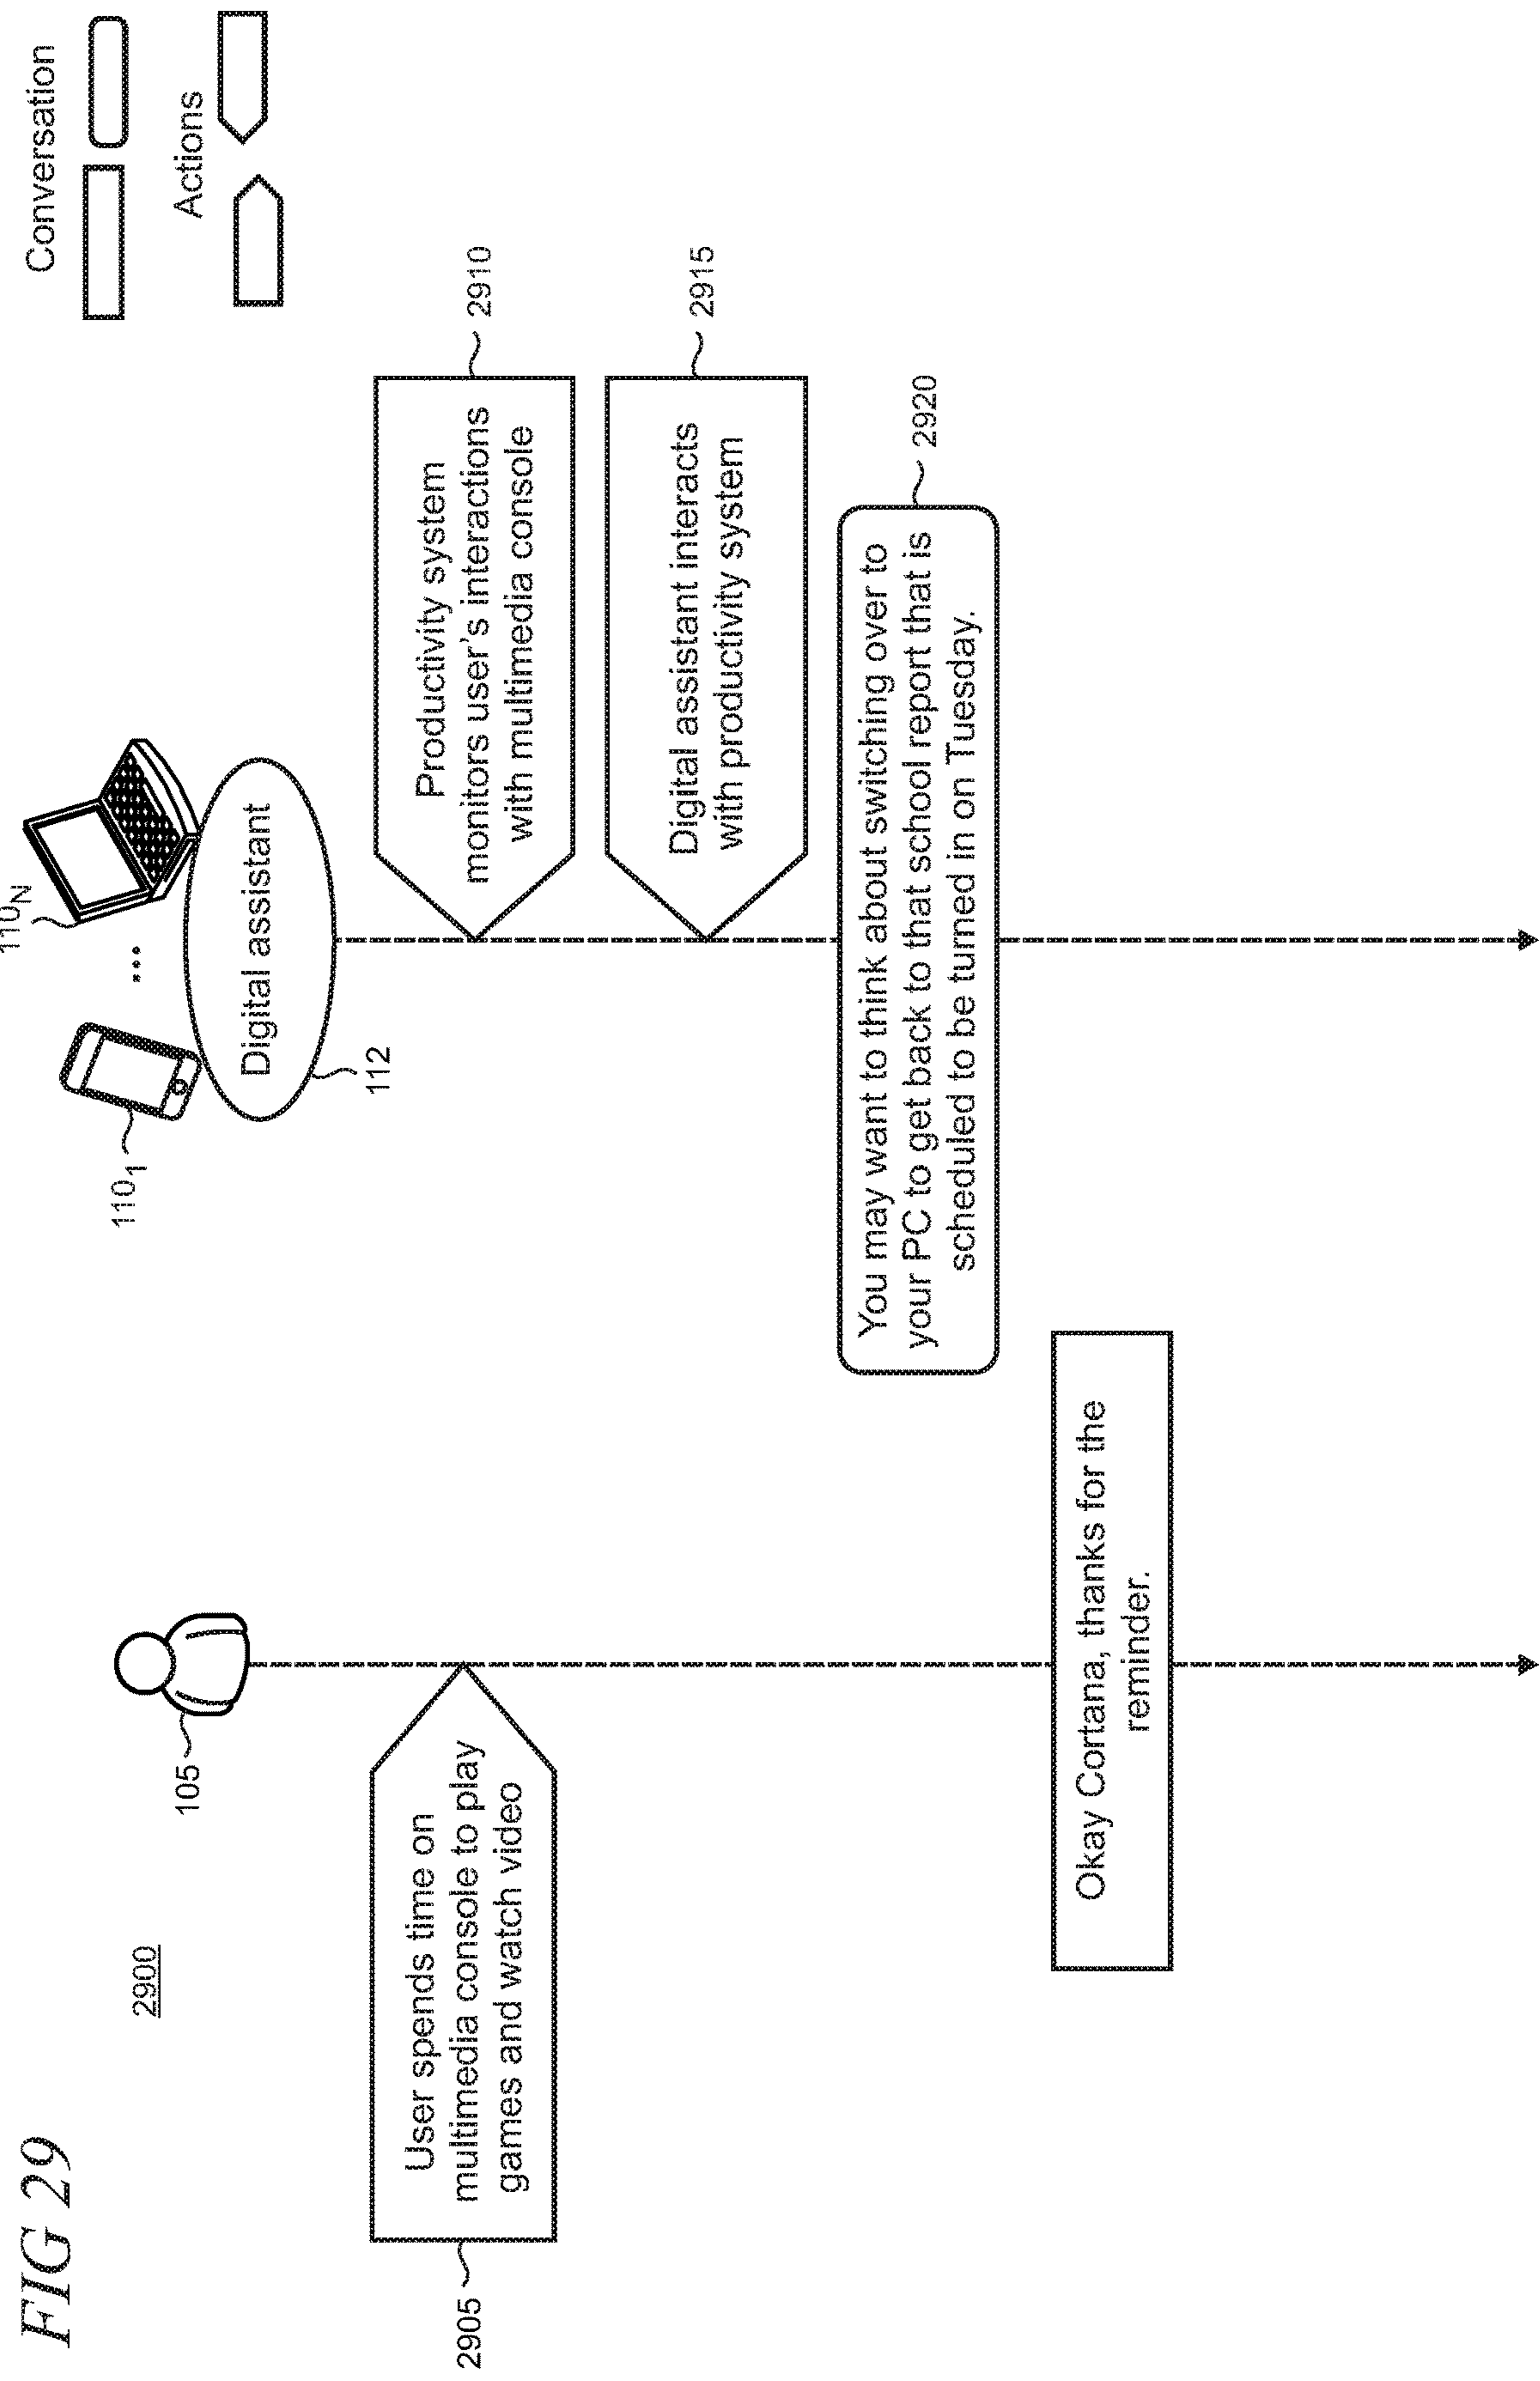 FIG 29
2900
105
110₁
...
110N
Digital assistant
112
Conversation
Actions
User spends time on
multimedia console to play
games and watch video
2905
Productivity system
monitors user's interactions
with multimedia console
2910
Digital assistant interacts
with productivity system
2915
You may want to think about switching over to
your PC to get back to that school report that is
scheduled to be turned in on Tuesday.
2920
Okay Cortana, thanks for the
reminder.